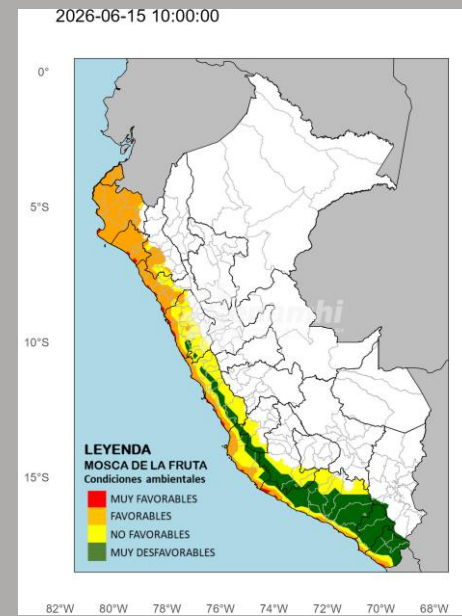 2026-06-15 10:00:00
0°
5°S
10°S
15°S
LEYENDA
MOSCA DE LA FRUTA
Condiciones ambientales
MUY FAVORABLES
FAVORABLES
NO FAVORABLES
MUY DESFAVORABLES
82°W 80°W 78°W 76°W 74°W 72°W 70°W 68°W